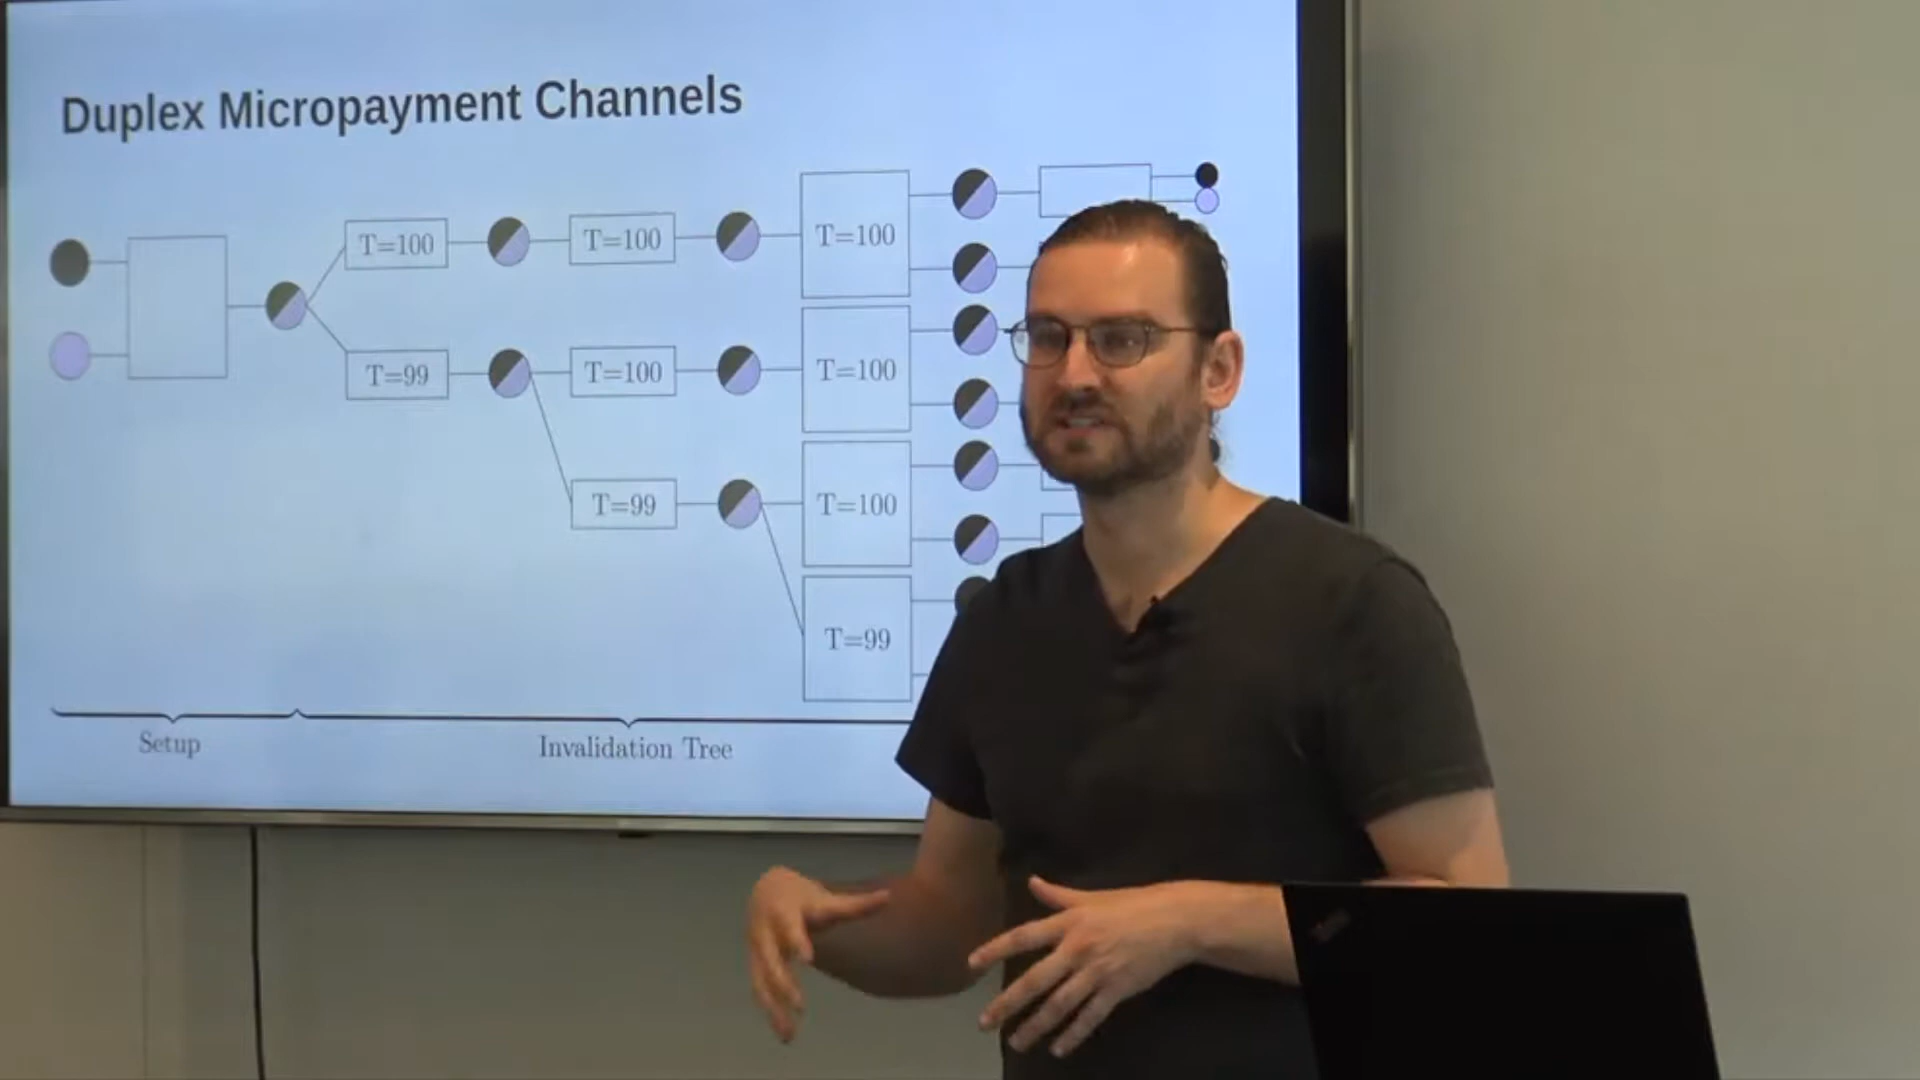 Duplex Micropayment Channels
T=100
T=100
T=100
T=99
T=100
T=100
T=99
T=100
T=99
Setup
Invalidation Tree